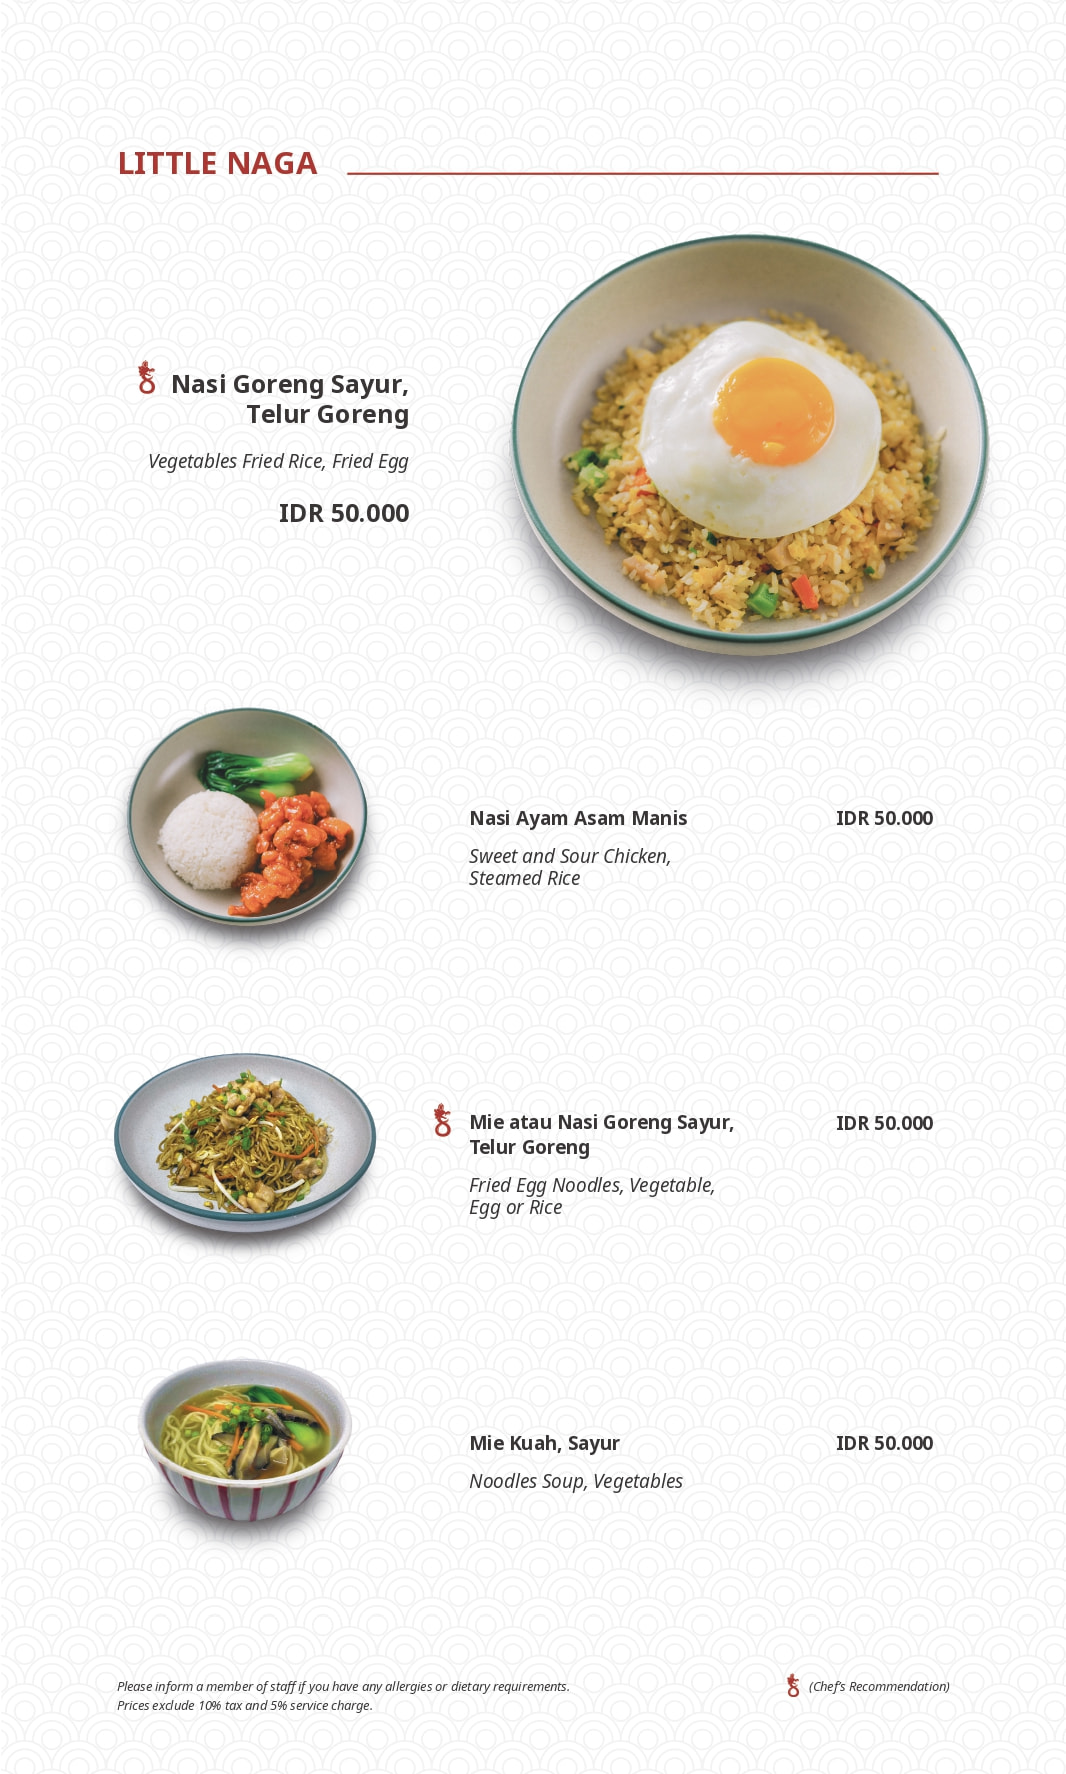 LITTLE NAGA
Nasi Goreng Sayur,
Telur Goreng
Vegetables Fried Rice, Fried Egg
IDR 50.000
Nasi Ayam Asam Manis
IDR 50.000
Sweet and Sour Chicken,
Steamed Rice
Mie atau Nasi Goreng Sayur,
IDR 50.000
Telur Goreng
Fried Egg Noodles, Vegetable,
Egg or Rice
Mie Kuah, Sayur
IDR 50.000
Noodles Soup, Vegetables
Please inform a member of staff if you have any allergies or dietary requirements.
Prices exclude 10% tax and 5% service charge.
(Chef's Recommendation)